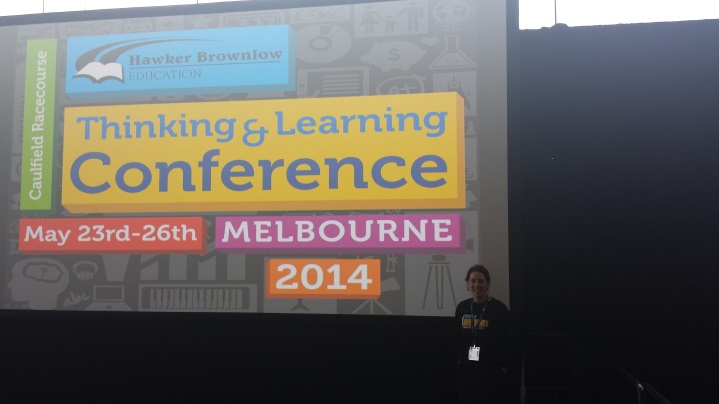 Caulfield Racecourse
Hawker Brownlow
EDUCATION
Thinking & Learning
Conference
May 23rd-26th
MELBOURNE
2014